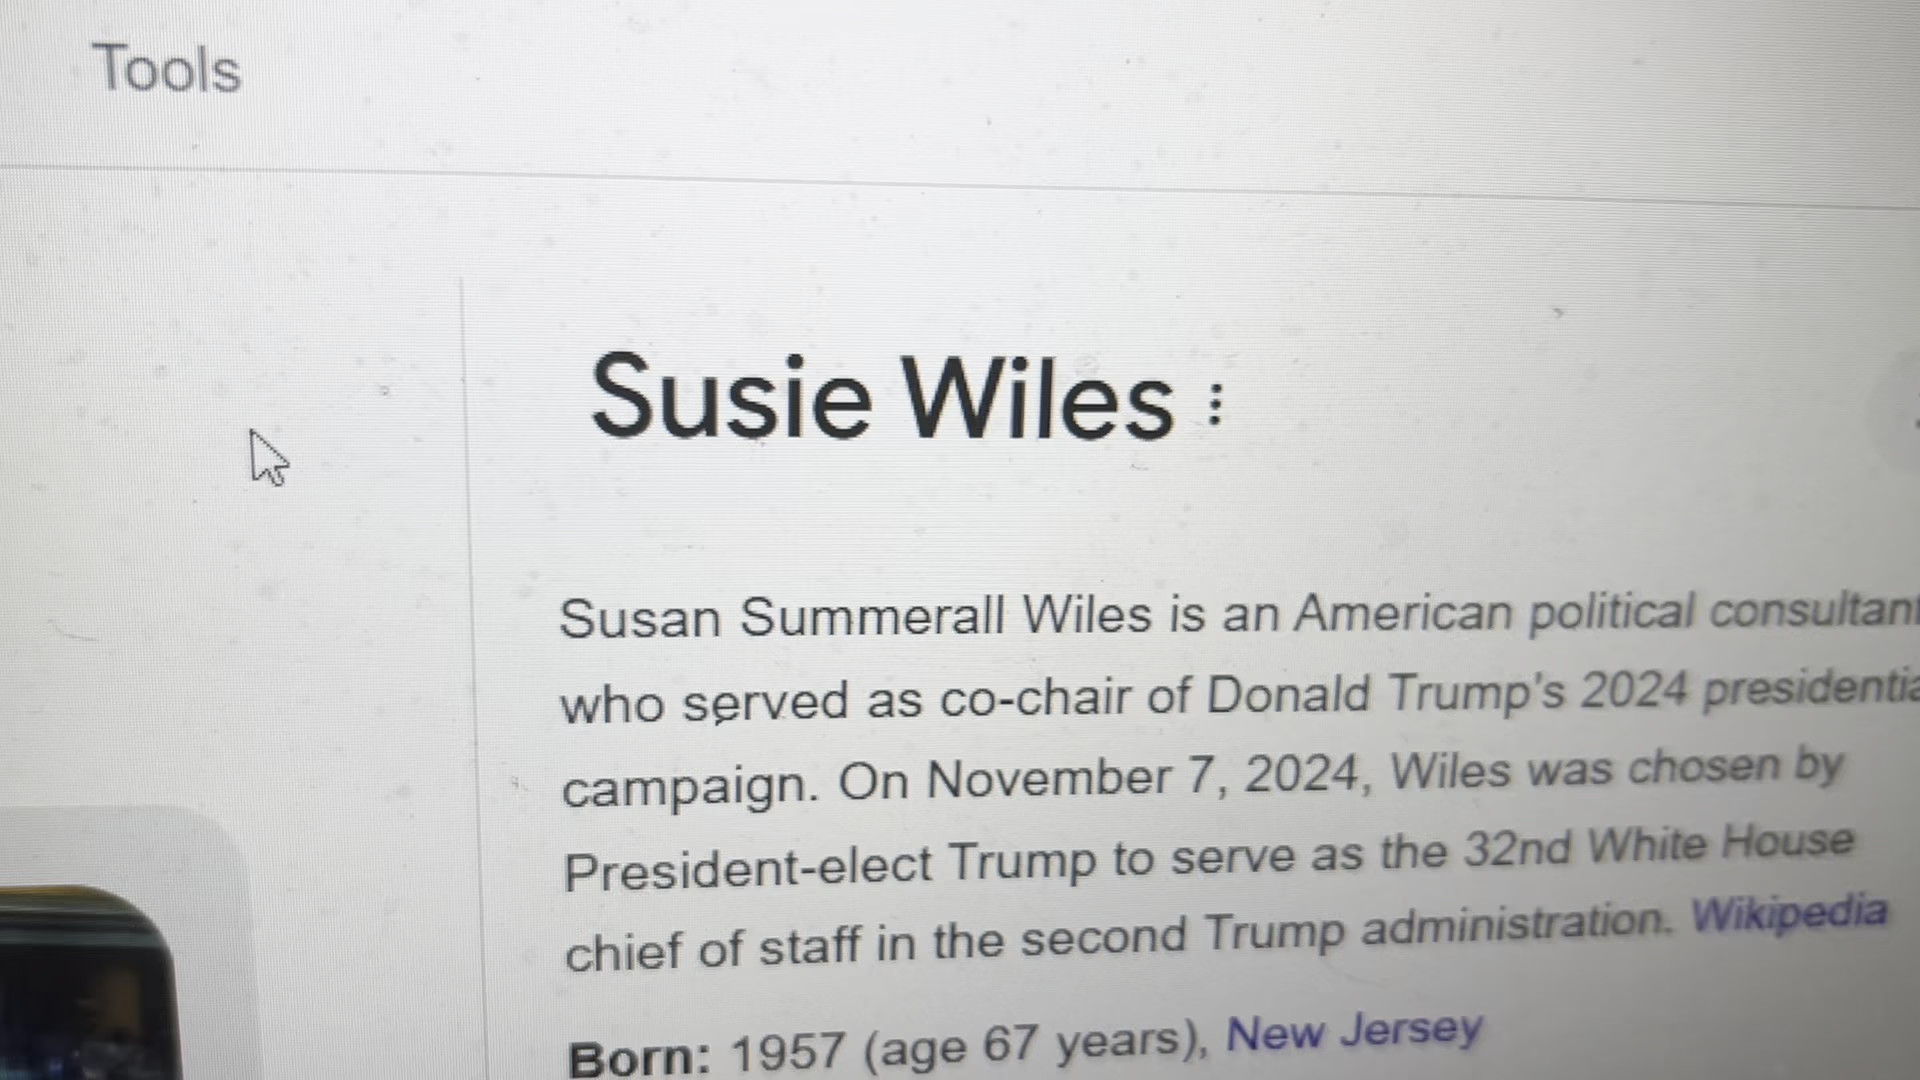 Tools
Susie Wiles
Susan Summerall Wiles is an American political consultant
who served as co-chair of Donald Trump's 2024 presidentia
campaign. On November 7, 2024, Wiles was chosen by
President-elect Trump to serve as the 32nd White House
chief of staff in the second Trump administration. Wikipedia
Born: 1957 (age 67 years), New Jersey